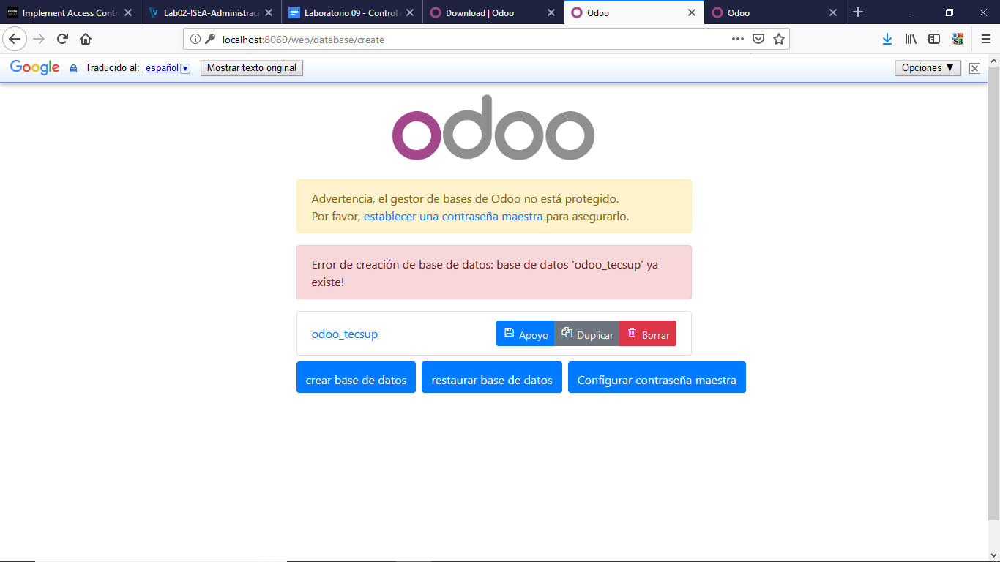 node
SWAT
Implement Access Contr
Lab02-ISEA-Administraci
Laboratorio 09 - Control
Download | Odoo
Odoo
Odoo
localhost:8069/web/database/create
Google
Traducido al: español
Mostrar texto original
Opciones ▼
odoo
Advertencia, el gestor de bases de Odoo no está protegido.
Por favor, establecer una contraseña maestra para asegurarlo.
Error de creación de base de datos: base de datos 'odoo_tecsup' ya
existe!
odoo_tecsup
Apoyo
Duplicar
Borrar
crear base de datos
restaurar base de datos
Configurar contraseña maestra